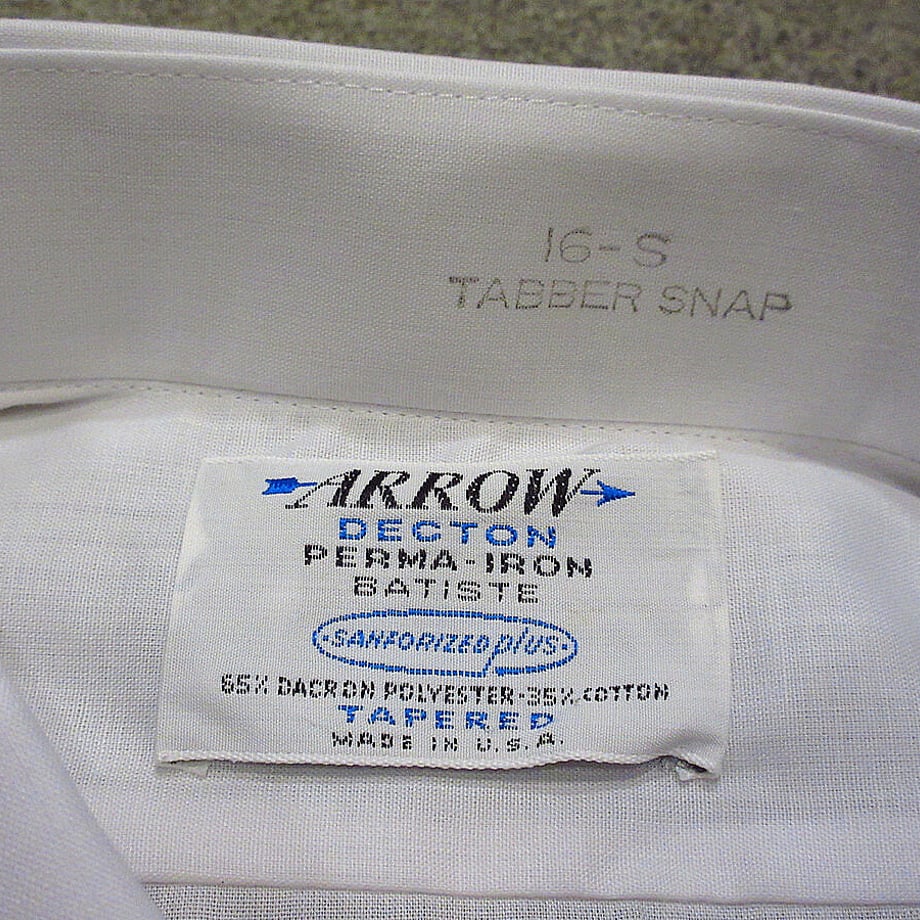 16-S
TABBER SNAP
ARROW
DECTON
PERMA-IRON
BATISTE
SANFORIZED plus
65% DACRON POLYESTER·35% COTTON
TAPERED
MADE IN U.S.A.